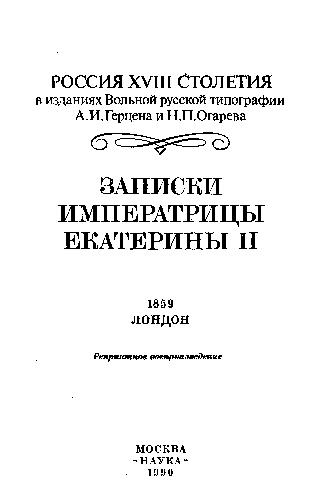 РОССИЯ XVIII СТОЛЕТИЯ
в изданиях Вольной русской типографии
А.И.Герцена и Н.П.Огарева
ЗАПИСКИ
ИМПЕРАТРИЦЫ
ЕКАТЕРИНЫ II
1859
ЛОНДОН
Репринтное воспроизведение
МОСКВА
«НАУКА»
1990